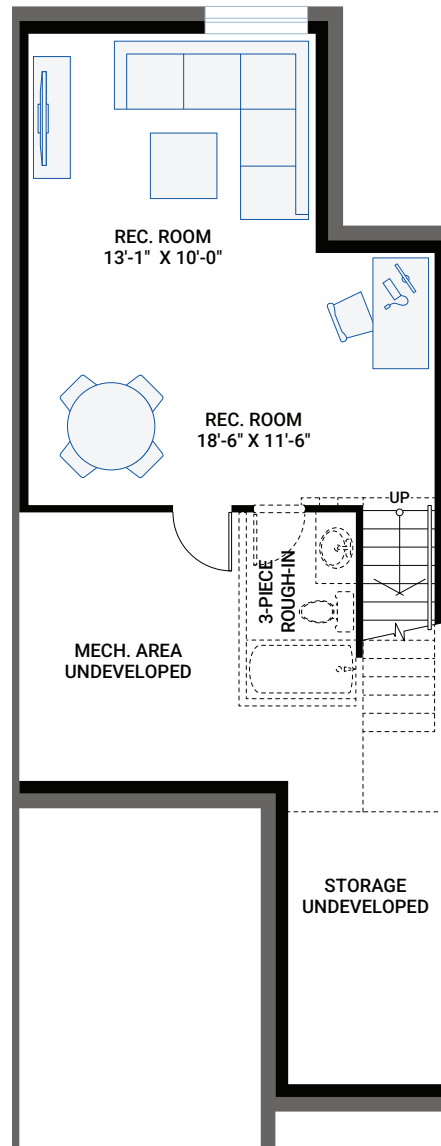 REC. ROOM
13'-1" X 10'-0"
REC. ROOM
18'-6" X 11'-6"
UP
3-PIECE
ROUGH-IN
MECH. AREA
UNDEVELOPED
STORAGE
UNDEVELOPED